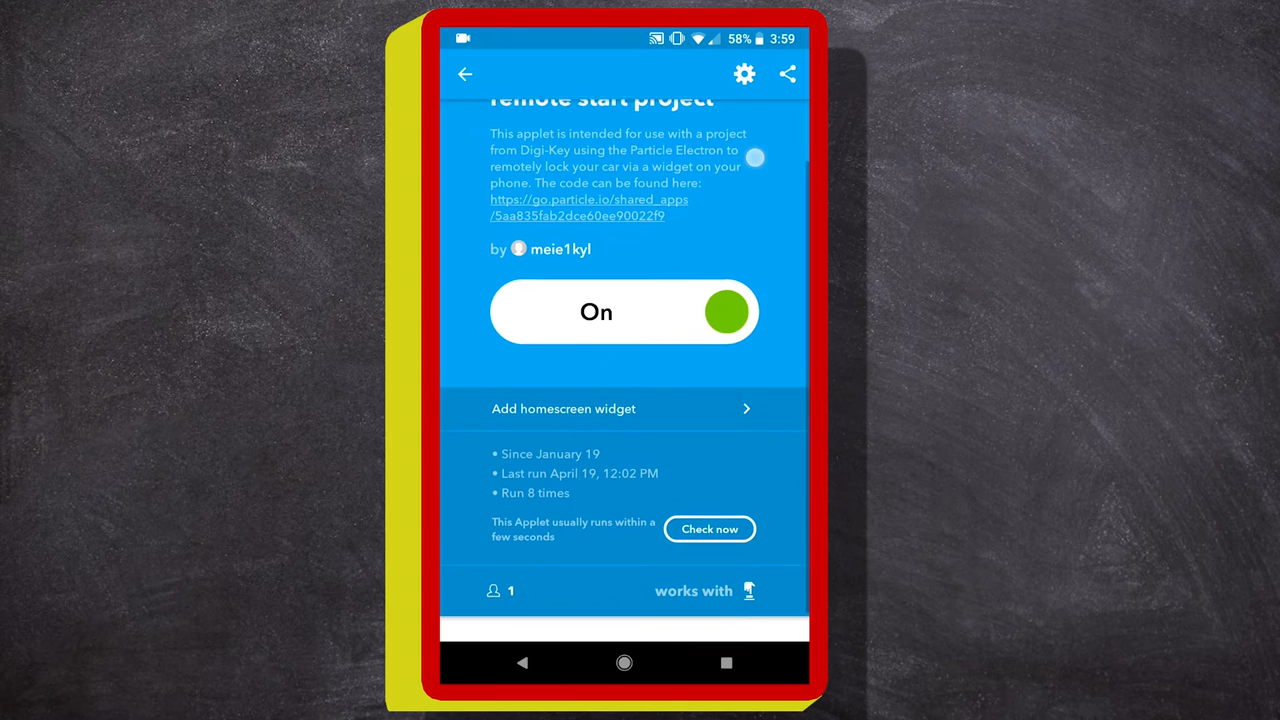 58% 3:59
remote start project
This applet is intended for use with a project
from Digi-Key using the Particle Electron to
remotely lock your car via a widget on your
phone. The code can be found here:
https://go.particle.io/shared_apps
/5aa835fab2dce60ee90022f9
by meie1kyl
On
Add homescreen widget
• Since January 19
• Last run April 19, 12:02 PM
• Run 8 times
This Applet usually runs within a
few seconds
Check now
1
works with